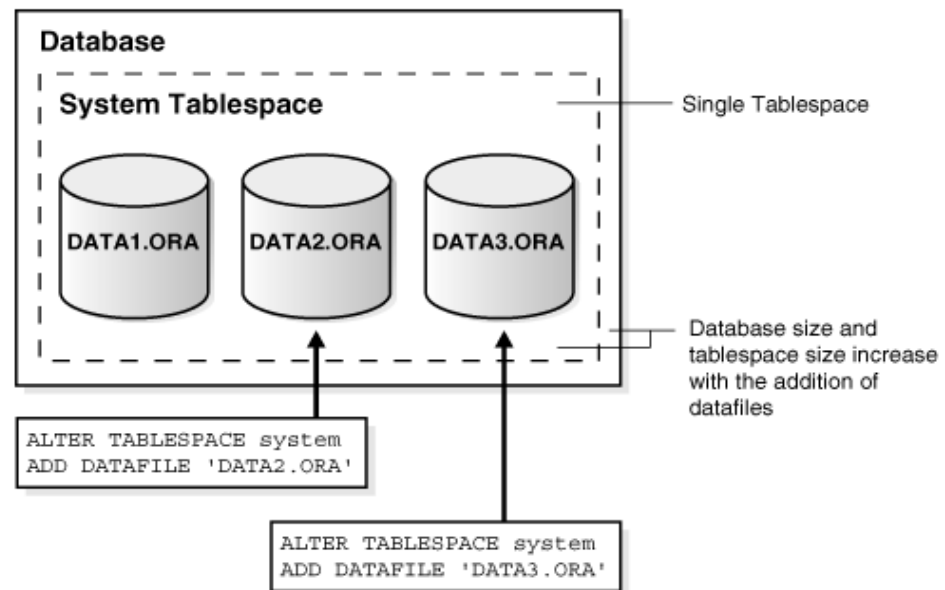 Database
System Tablespace
Single Tablespace
DATA1.ORA
DATA2.ORA
DATA3.ORA
Database size and
tablespace size increase
with the addition of
datafiles
ALTER TABLESPACE system
ADD DATAFILE 'DATA2.ORA'
ALTER TABLESPACE system
ADD DATAFILE 'DATA3.ORA'